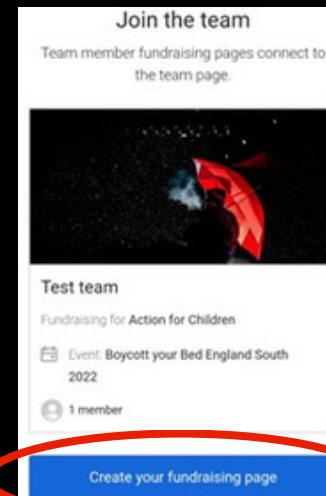 Join the team
Team member fundraising pages connect to
the team page.
Test team
Fundraising for Action for Children
Event: Boycott your Bed England South
2022
1 member
Create your fundraising page